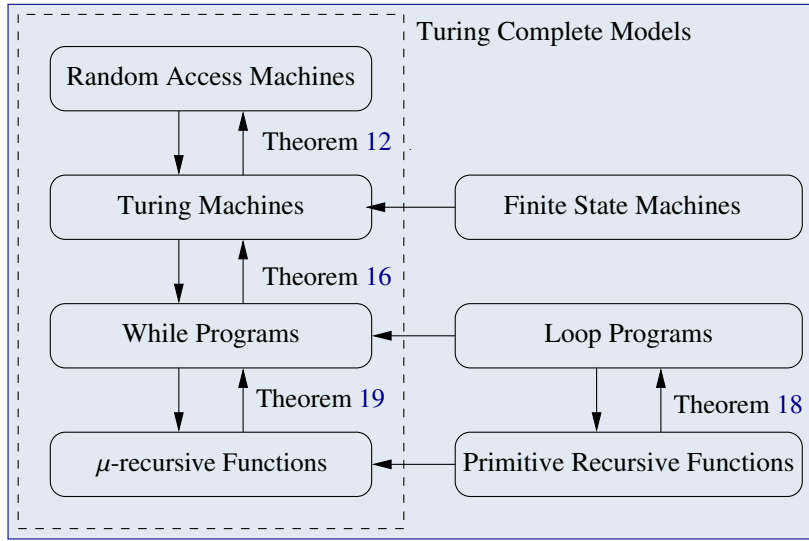 Turing Complete Models
Random Access Machines
Theorem 12
Turing Machines
Finite State Machines
Theorem 16
While Programs
Loop Programs
Theorem 19
Theorem 18
μ-recursive Functions
Primitive Recursive Functions